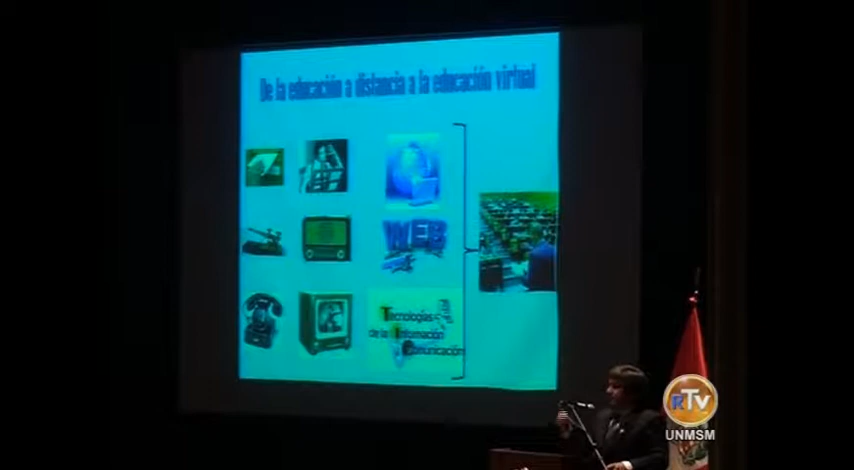 De la educación a distancia a la educación virtual
WEB
Tecnologías
de la Información
Comunicación
RTV
UNMSM